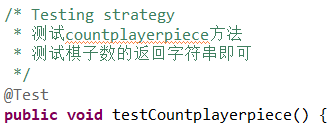 /* Testing strategy
 * 测试countplayerpiece方法
 * 测试棋子数的返回字符串即可
 */
@Test
public void testCountplayerpiece() {